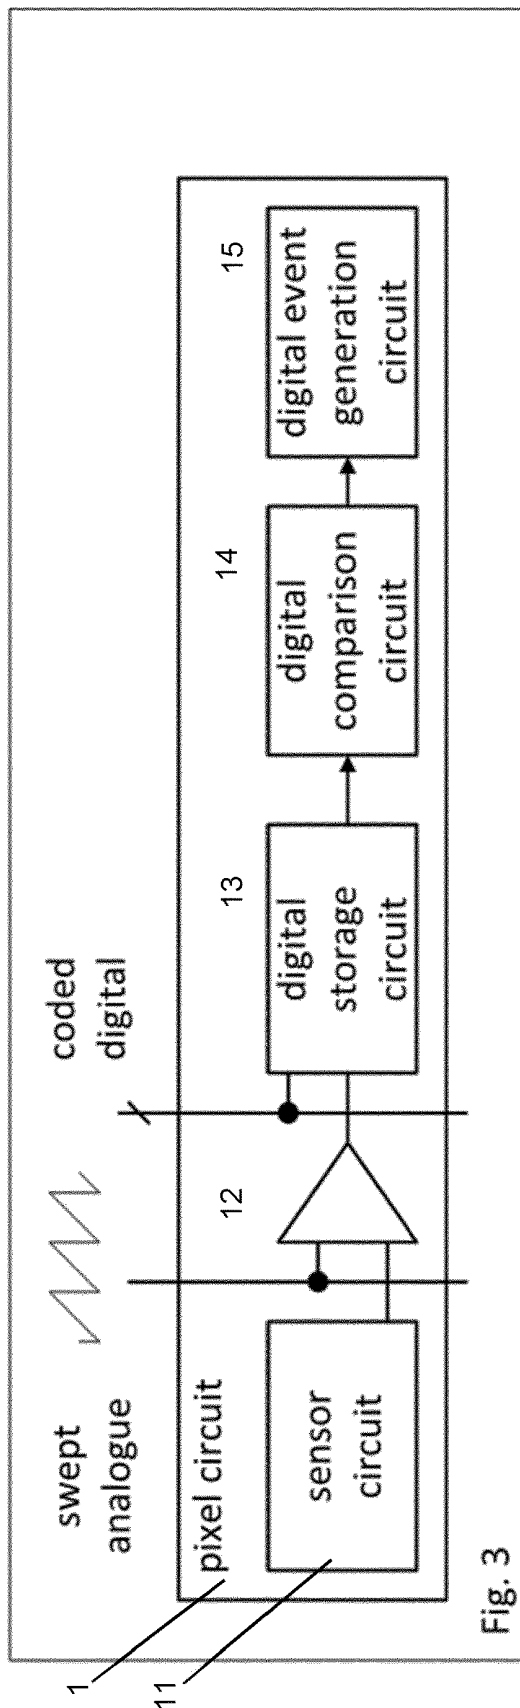 swept
analogue
coded
digital
pixel circuit
1
11
sensor
circuit
12
13
digital
storage
circuit
14
digital
comparison
circuit
15
digital event
generation
circuit
Fig. 3